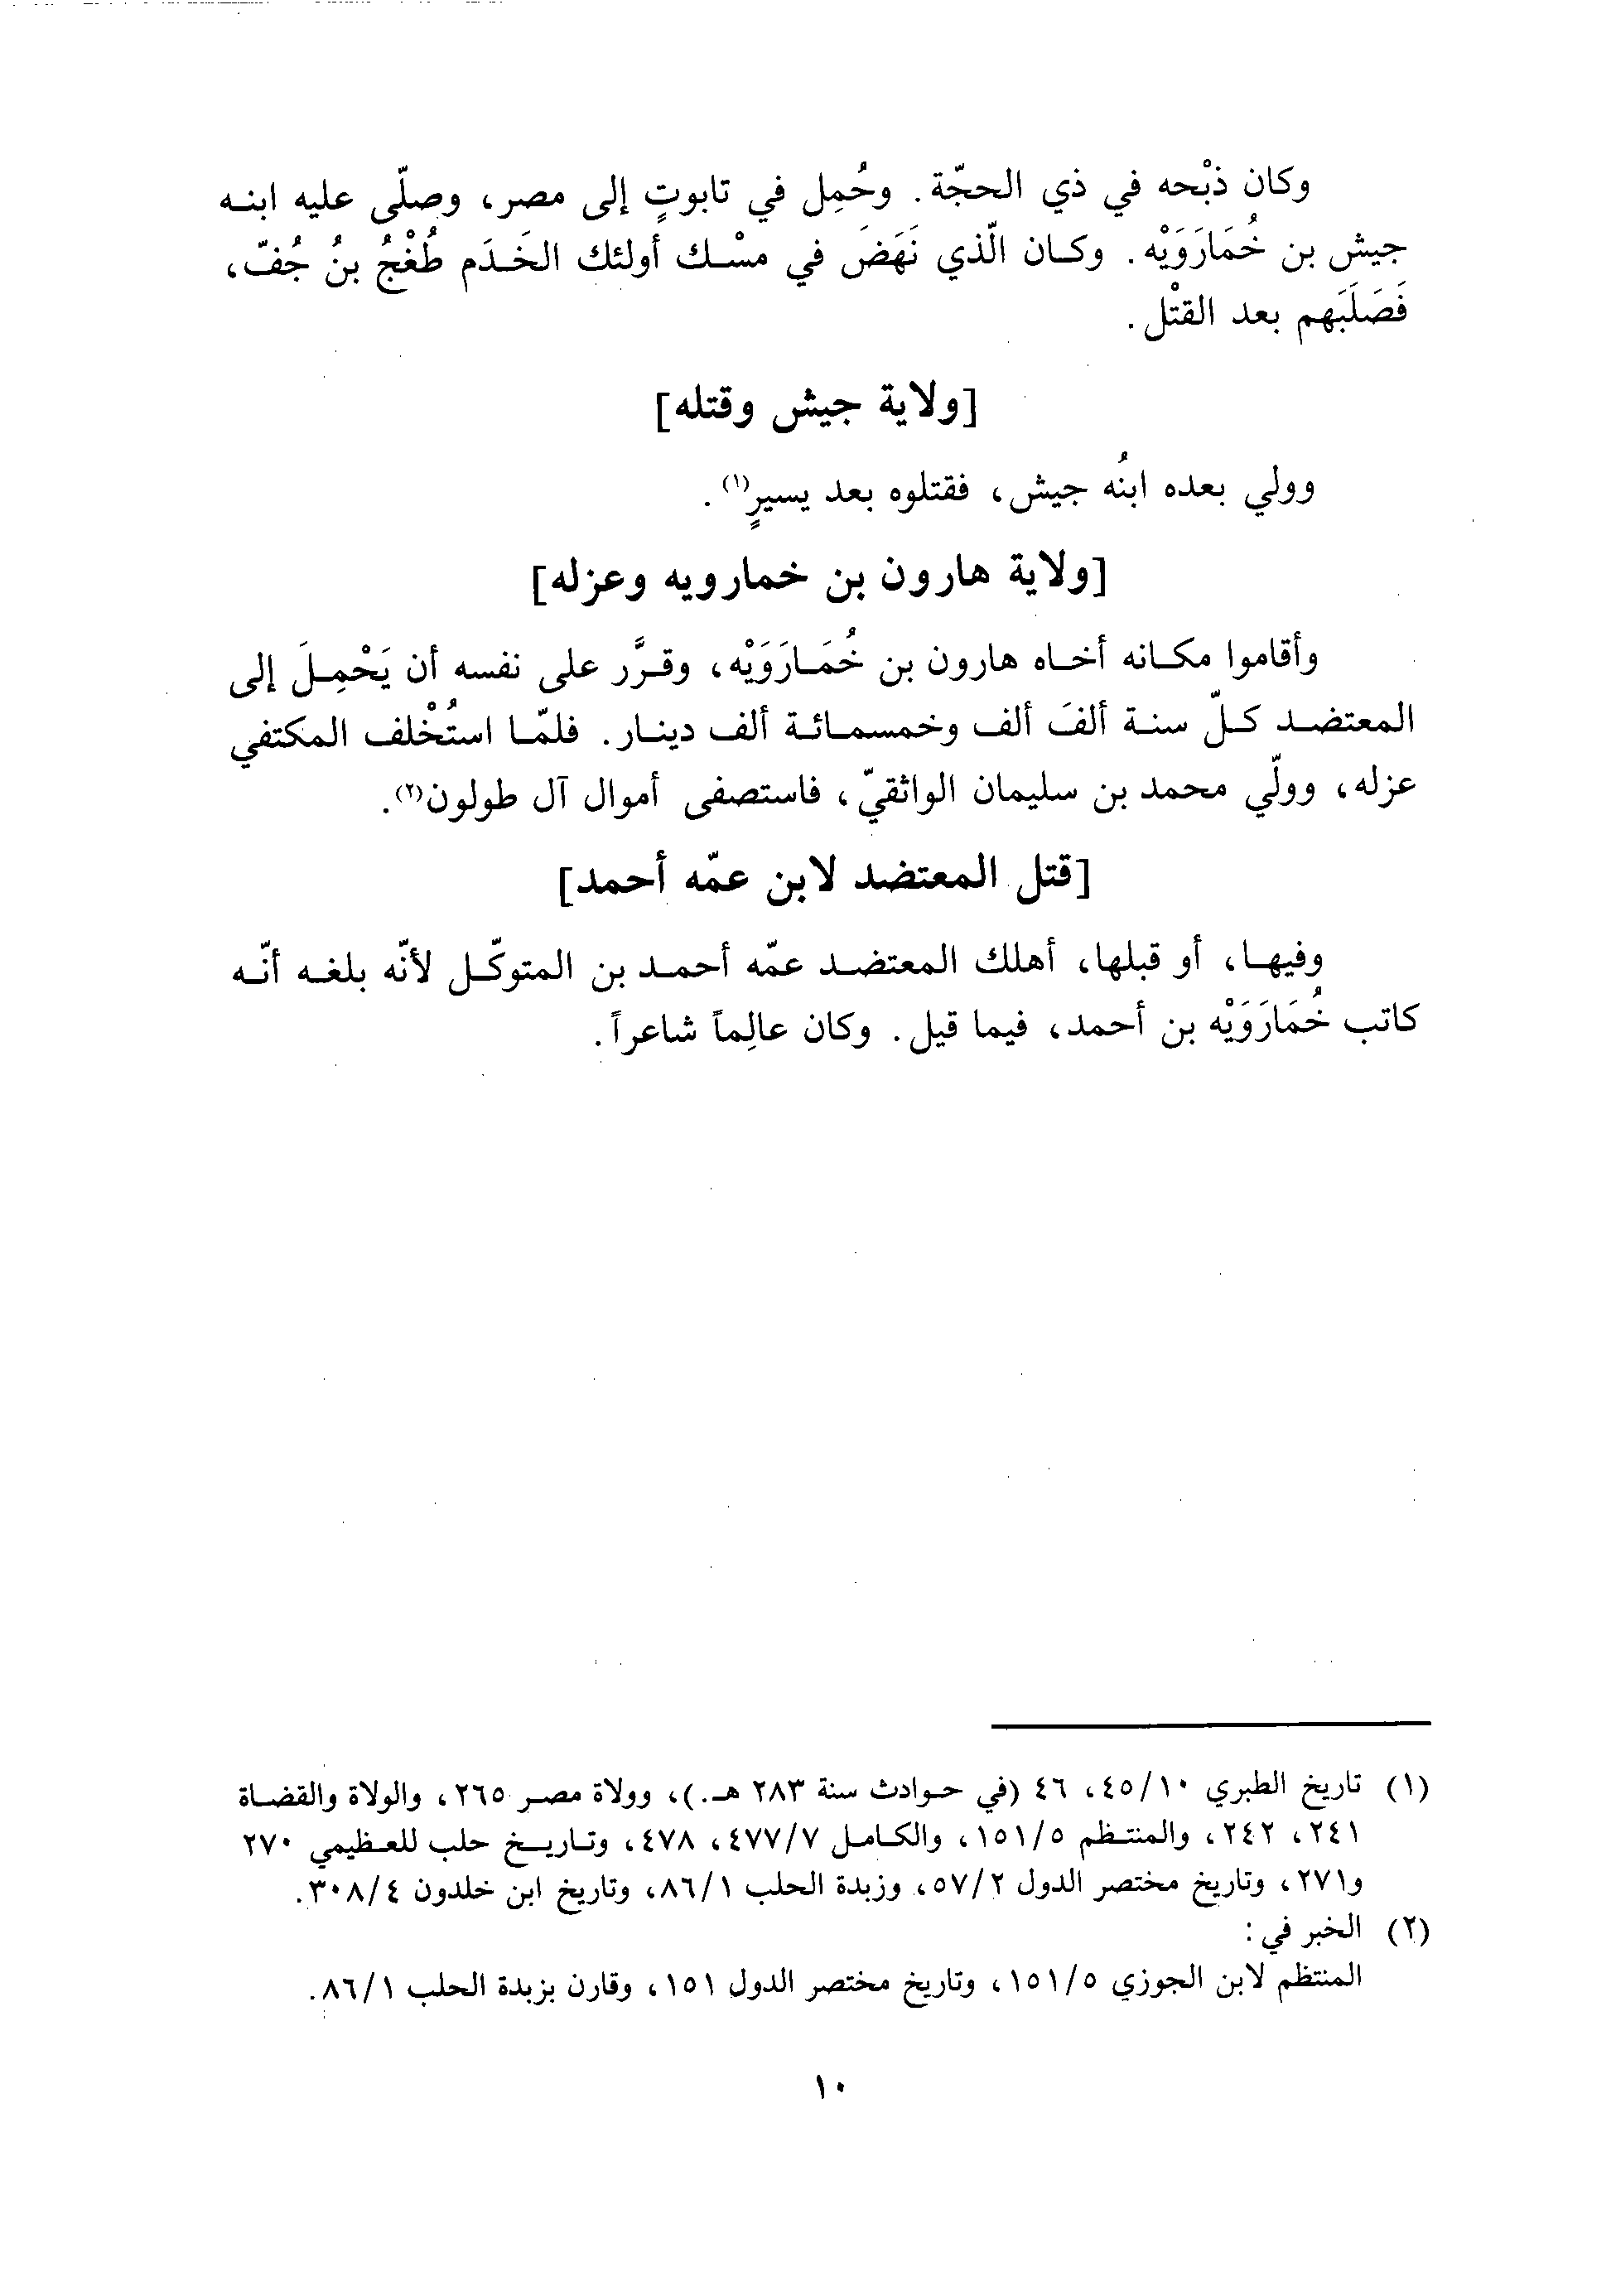 وكان ذبْحه في ذي الحجّة. وحُمِل في تابوتٍ إلى مصر، وصلّى عليه ابنه
جيش بن خُمَارَوَيْه. وكان الّذي نَهَضَ في مسْك أولئك الخَدَم طُغْجُ بنُ جُفّ،
فَصَلَبَهم بعد القتْل.
[ولاية جيش وقتله]
وولي بعده ابنُه جيش، فقتلوه بعد يسيرٍ(١).
[ولاية هارون بن خمارويه وعزله]
وأقاموا مكانه أخاه هارون بن خُمَارَوَيْه، وقرَّر على نفسه أن يَحْمِلَ إلى
المعتضد كلّ سنة ألفَ ألف وخمسمائة ألف دينار. فلمّا استُخْلف المكتفي
عزله، وولّي محمد بن سليمان الواثقيّ، فاستصفى أموال آل طولون(٢).
[قتل المعتضد لابن عمّه أحمد]
وفيها، أو قبلها، أهلك المعتضد عمّه أحمد بن المتوكّل لأنّه بلغه أنّه
كاتب خُمَارَوَيْه بن أحمد، فيما قيل. وكان عالِماً شاعراً.
(١) تاريخ الطبري ٤٥/١٠، ٤٦ (في حوادث سنة ٢٨٣ هـ.)، وولاة مصر ٢٦٥، والولاة والقضاة
٢٤١، ٢٤٢، والمنتظم ١٥١/٥، والكامل ٤٧٧/٧، ٤٧٨، وتاريخ حلب للعظيمي ٢٧٠
و٢٧١، وتاريخ مختصر الدول ٥٧/٢، وزبدة الحلب ٨٦/١، وتاريخ ابن خلدون ٣٠٨/٤.
(٢) الخبر في:
المنتظم لابن الجوزي ١٥١/٥، وتاريخ مختصر الدول ١٥١، وقارن بزبدة الحلب ٨٦/١.
١٠